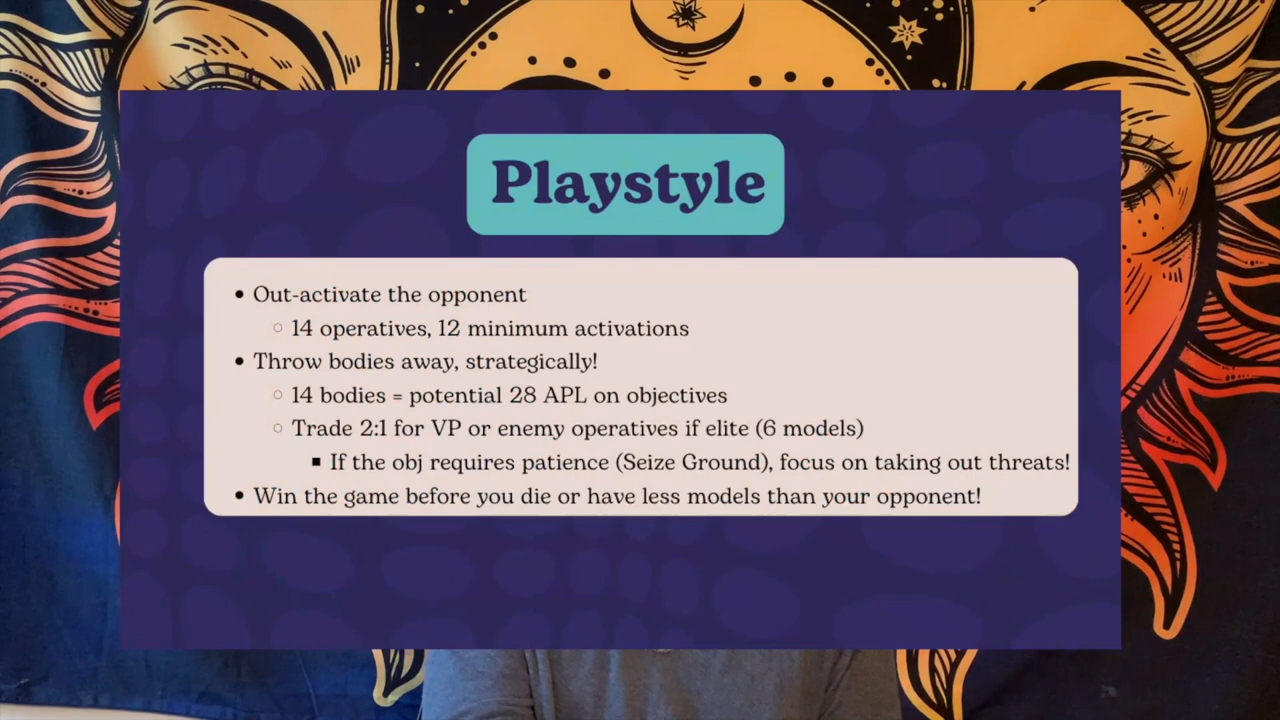 Playstyle
• Out-activate the opponent
○ 14 operatives, 12 minimum activations
• Throw bodies away, strategically!
○ 14 bodies = potential 28 APL on objectives
○ Trade 2:1 for VP or enemy operatives if elite (6 models)
▪ If the obj requires patience (Seize Ground), focus on taking out threats!
• Win the game before you die or have less models than your opponent!